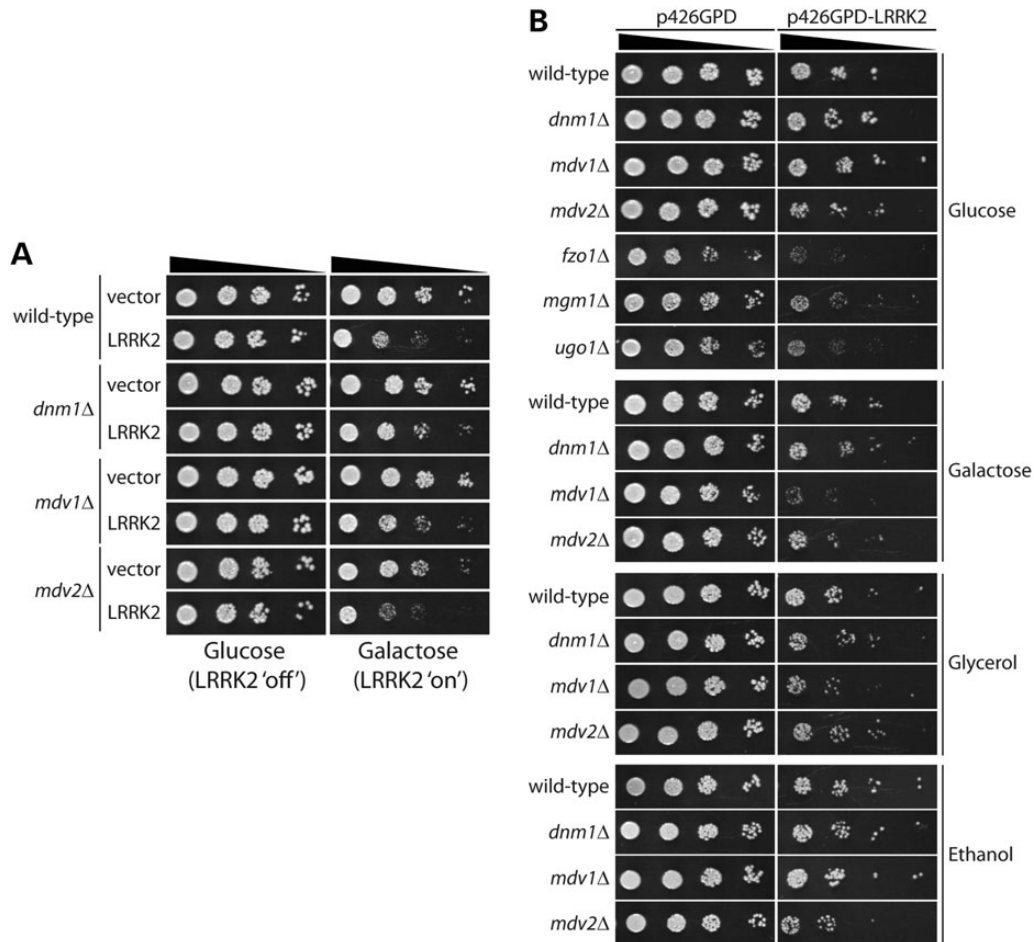 A
wild-type
vector
LRRK2
dnm1Δ
vector
LRRK2
mdv1Δ
vector
LRRK2
mdv2Δ
vector
LRRK2
Glucose
(LRRK2 ‘off’)
Galactose
(LRRK2 ‘on’)
B
p426GPD
p426GPD-LRRK2
wild-type
dnm1Δ
mdv1Δ
mdv2Δ
fzo1Δ
mgm1Δ
ugo1Δ
Glucose
wild-type
dnm1Δ
mdv1Δ
mdv2Δ
Galactose
wild-type
dnm1Δ
mdv1Δ
mdv2Δ
Glycerol
wild-type
dnm1Δ
mdv1Δ
mdv2Δ
Ethanol